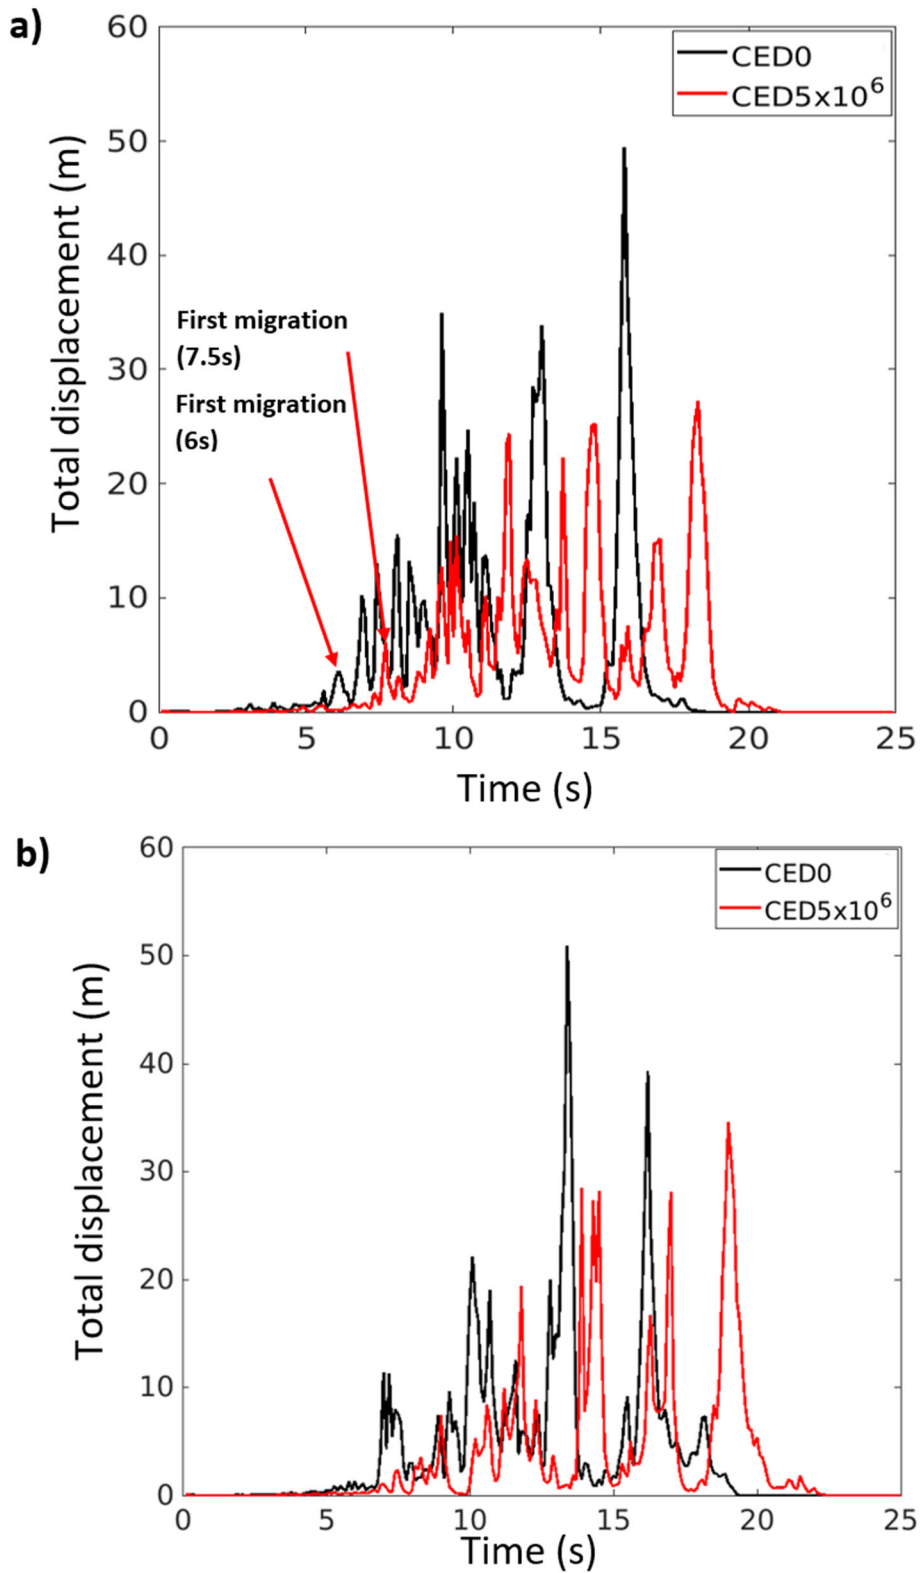 a)
60
50
40
30
20
10
0
Total displacement (m)
CED0
CED5x10⁶
First migration
(7.5s)
First migration
(6s)
0 5 10 15 20 25
Time (s)
b)
60
50
40
30
20
10
0
Total displacement (m)
CED0
CED5x10⁶
0 5 10 15 20 25
Time (s)